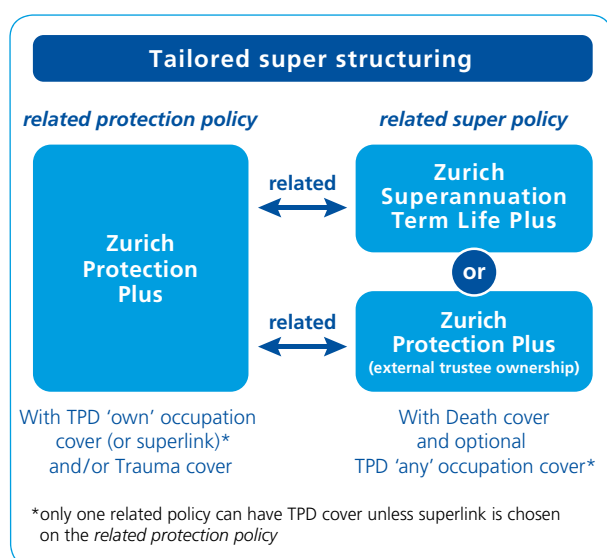 Tailored super structuring
related protection policy
related super policy
Zurich
Protection
Plus
related
Zurich
Superannuation
Term Life Plus
or
related
Zurich
Protection Plus
(external trustee ownership)
With TPD ‘own’ occupation
cover (or superlink)*
and/or Trauma cover
With Death cover
and optional
TPD ‘any’ occupation cover*
*only one related policy can have TPD cover unless superlink is chosen
on the related protection policy